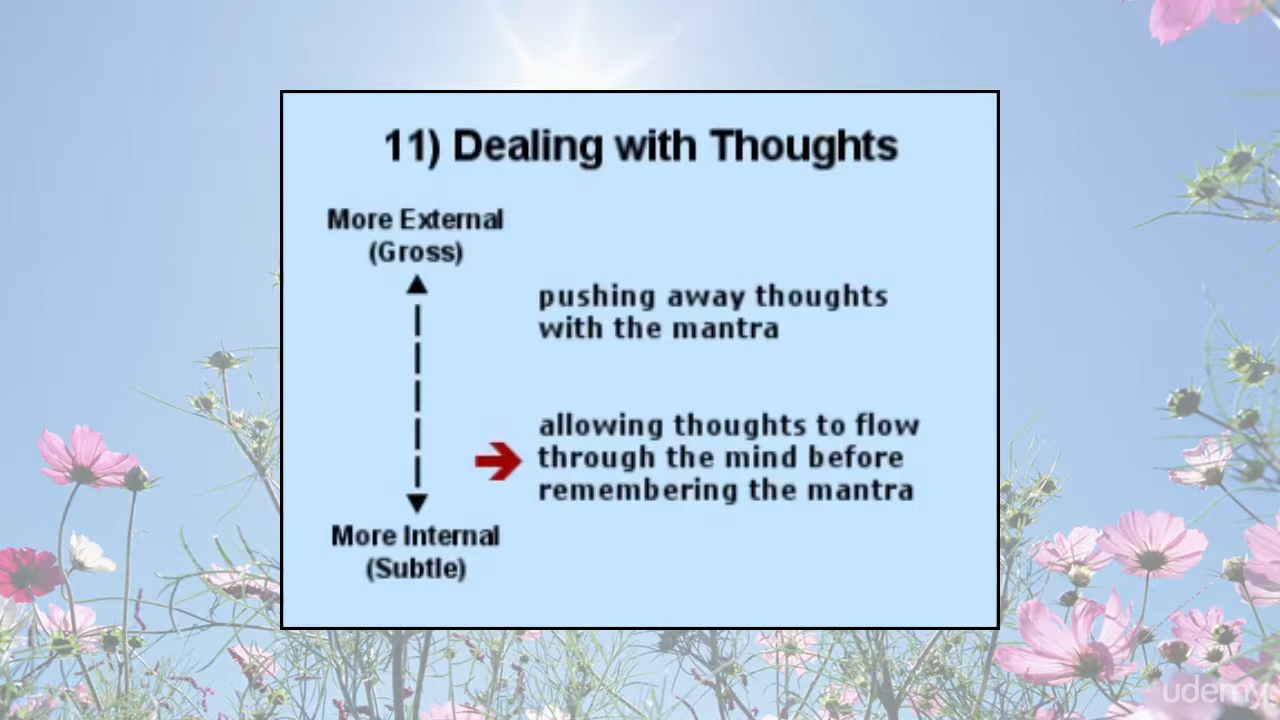 11) Dealing with Thoughts
More External
(Gross)
pushing away thoughts
with the mantra
allowing thoughts to flow
through the mind before
remembering the mantra
More Internal
(Subtle)
udemy